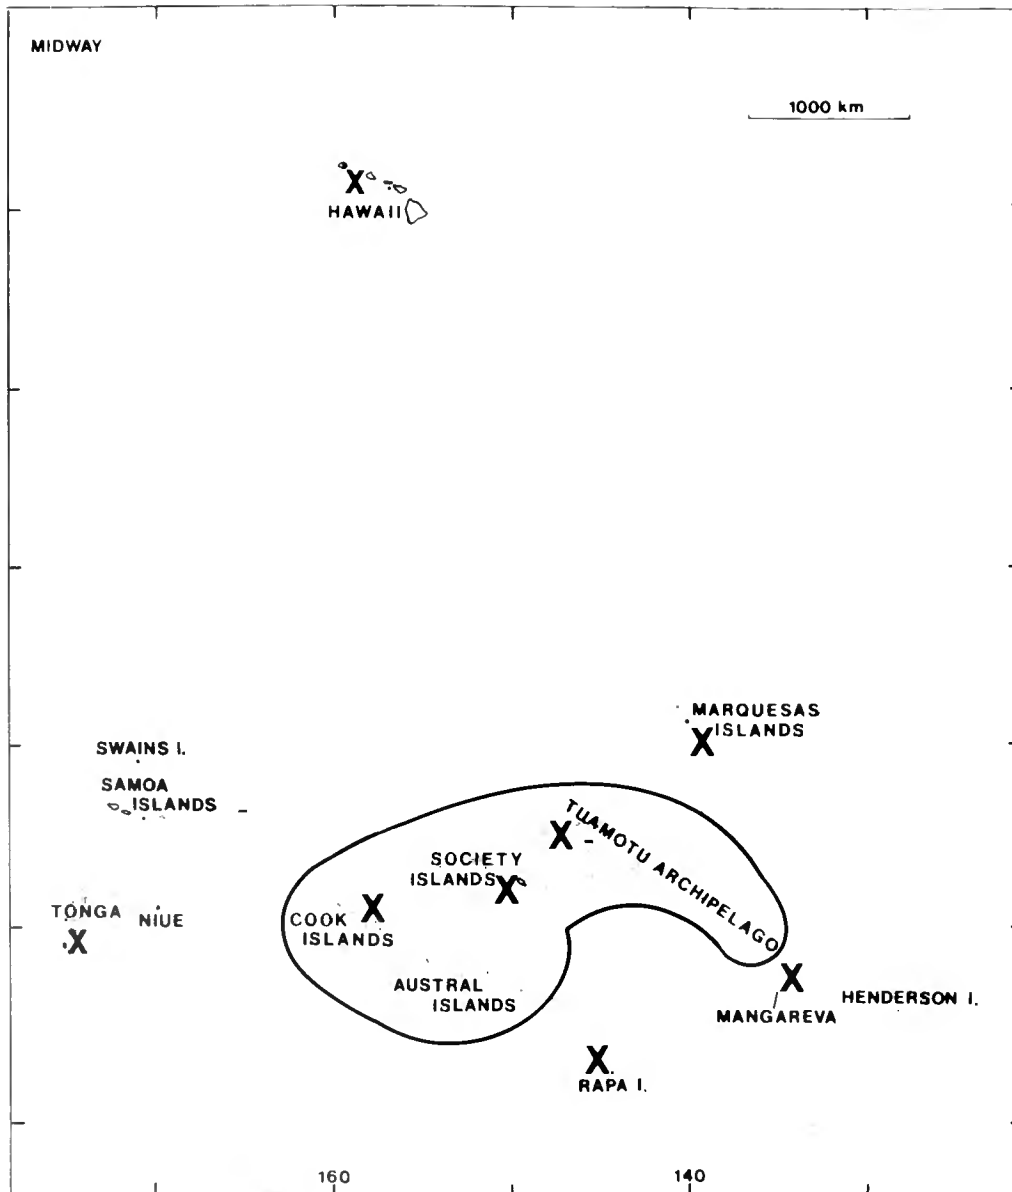 MIDWAY
1000 km
X
HAWAII
MARQUESAS
ISLANDS
X
SWAINS I.
SAMOA
ISLANDS
TUAMOTU ARCHIPELAGO
X
SOCIETY
ISLANDS
X
TONGA
NIUE
X
X
COOK
ISLANDS
AUSTRAL
ISLANDS
X
MANGAREVA
HENDERSON I.
X
RAPA I.
160
140